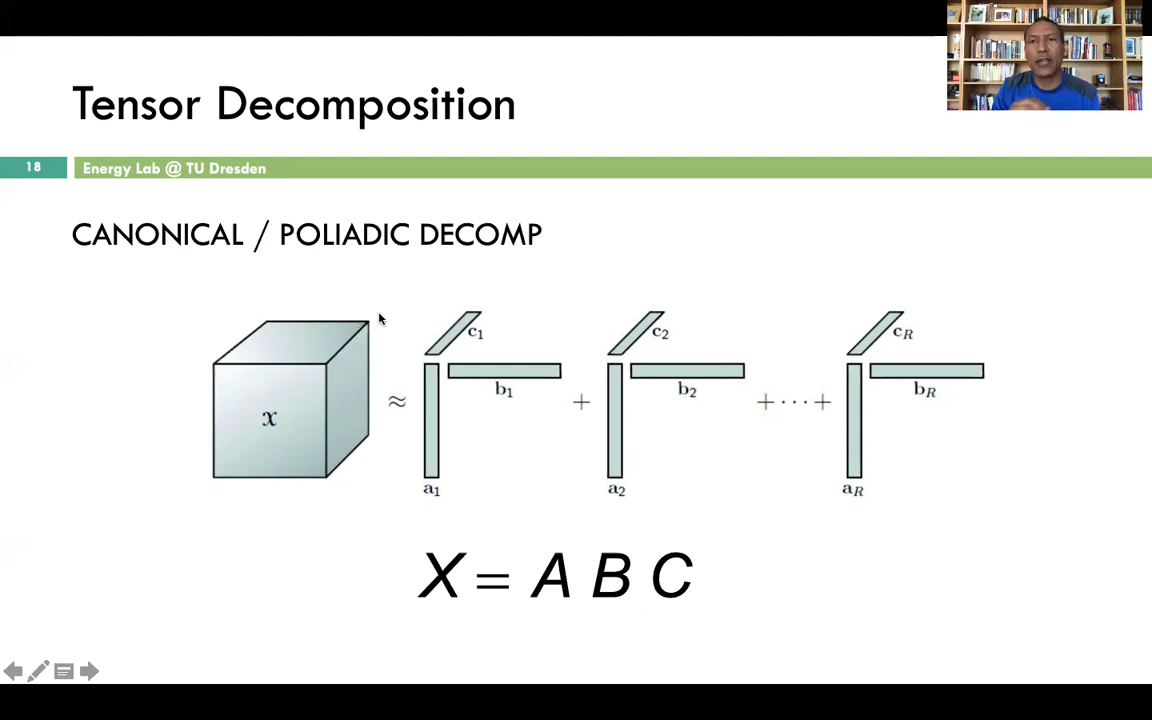 Tensor Decomposition
18
Energy Lab @ TU Dresden
CANONICAL / POLIADIC DECOMP
x ≈ a1 b1 c1 + a2 b2 c2 + ··· + aR bR cR
X = A B C